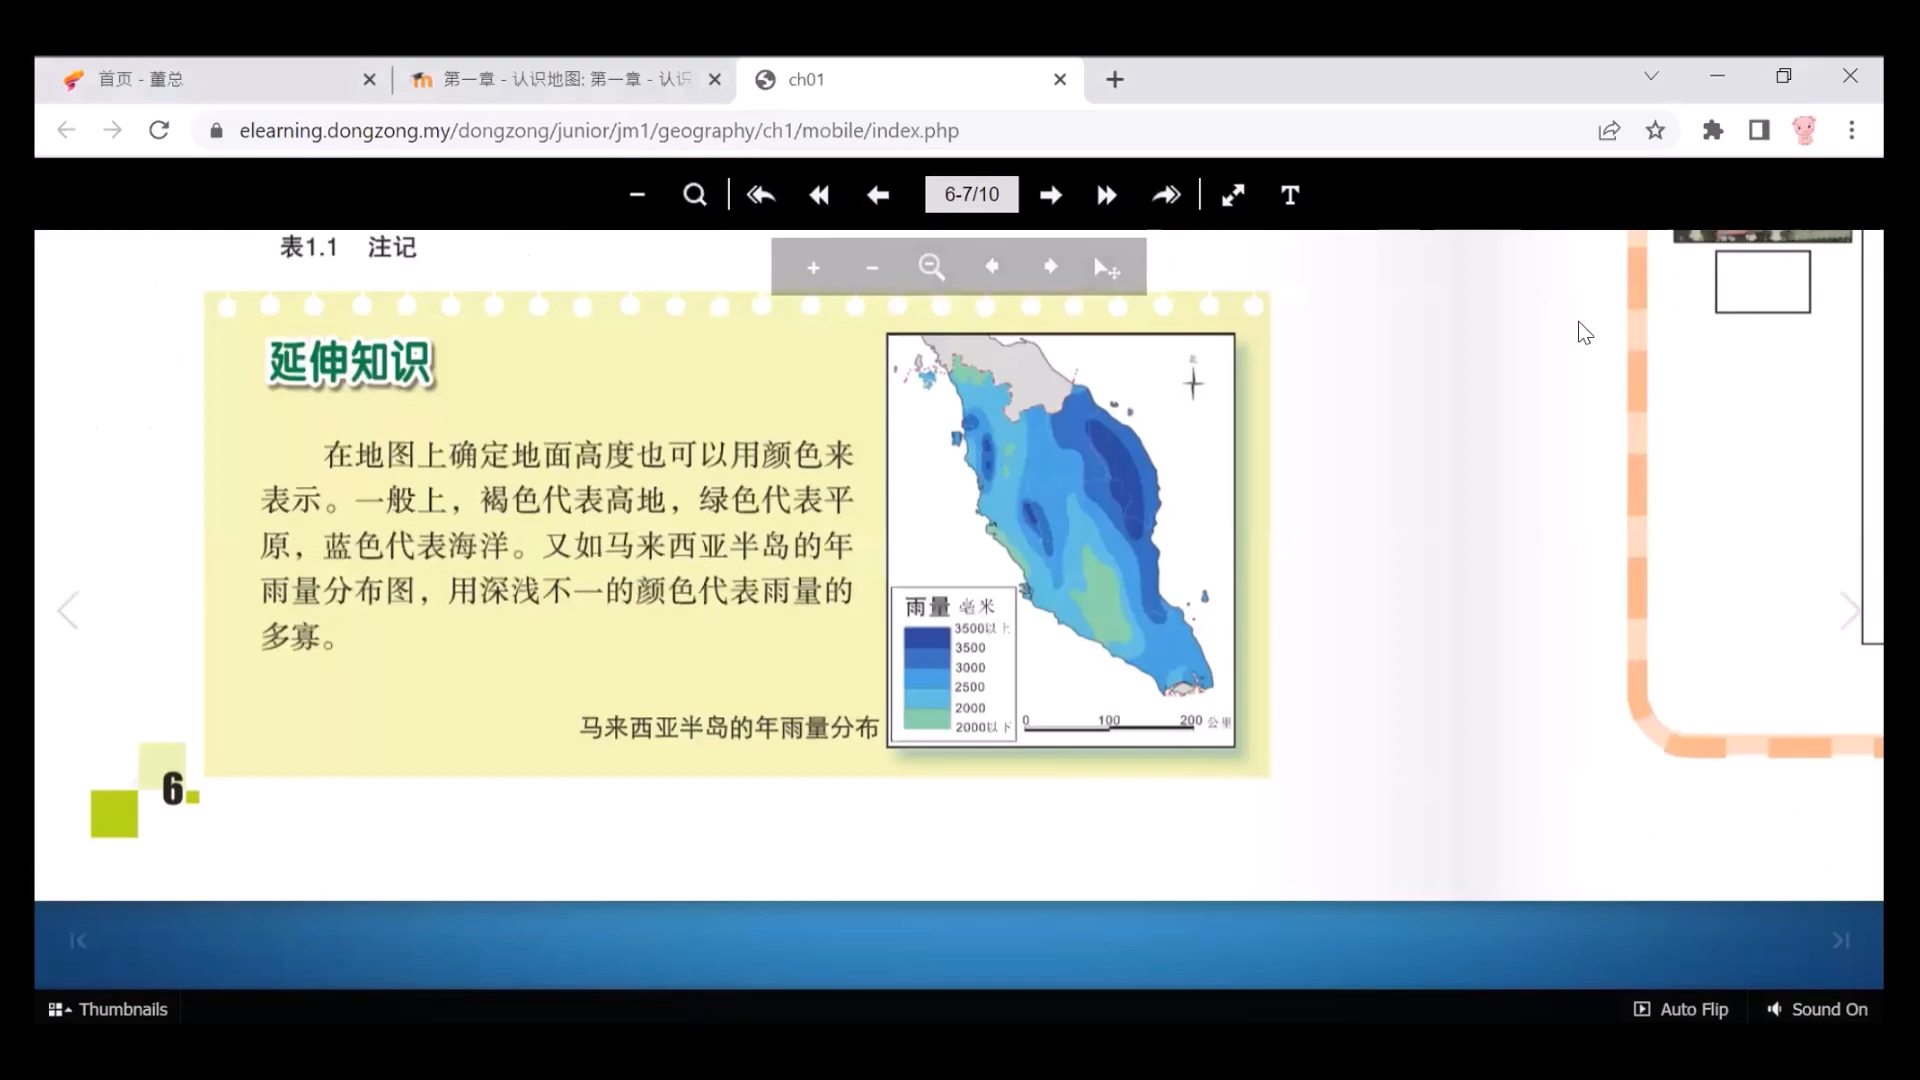 首页 - 董总
第一章 - 认识地图: 第一章 - 认识
ch01
elearning.dongzong.my/dongzong/junior/jm1/geography/ch1/mobile/index.php
6-7/10
表1.1 注记
延伸知识
在地图上确定地面高度也可以用颜色来
表示。一般上，褐色代表高地，绿色代表平
原，蓝色代表海洋。又如马来西亚半岛的年
雨量分布图，用深浅不一的颜色代表雨量的
多寡。
马来西亚半岛的年雨量分布
北
雨量 毫米
3500以上
3500
3000
2500
2000
2000以下
0 100 200 公里
6
Thumbnails
Auto Flip
Sound On